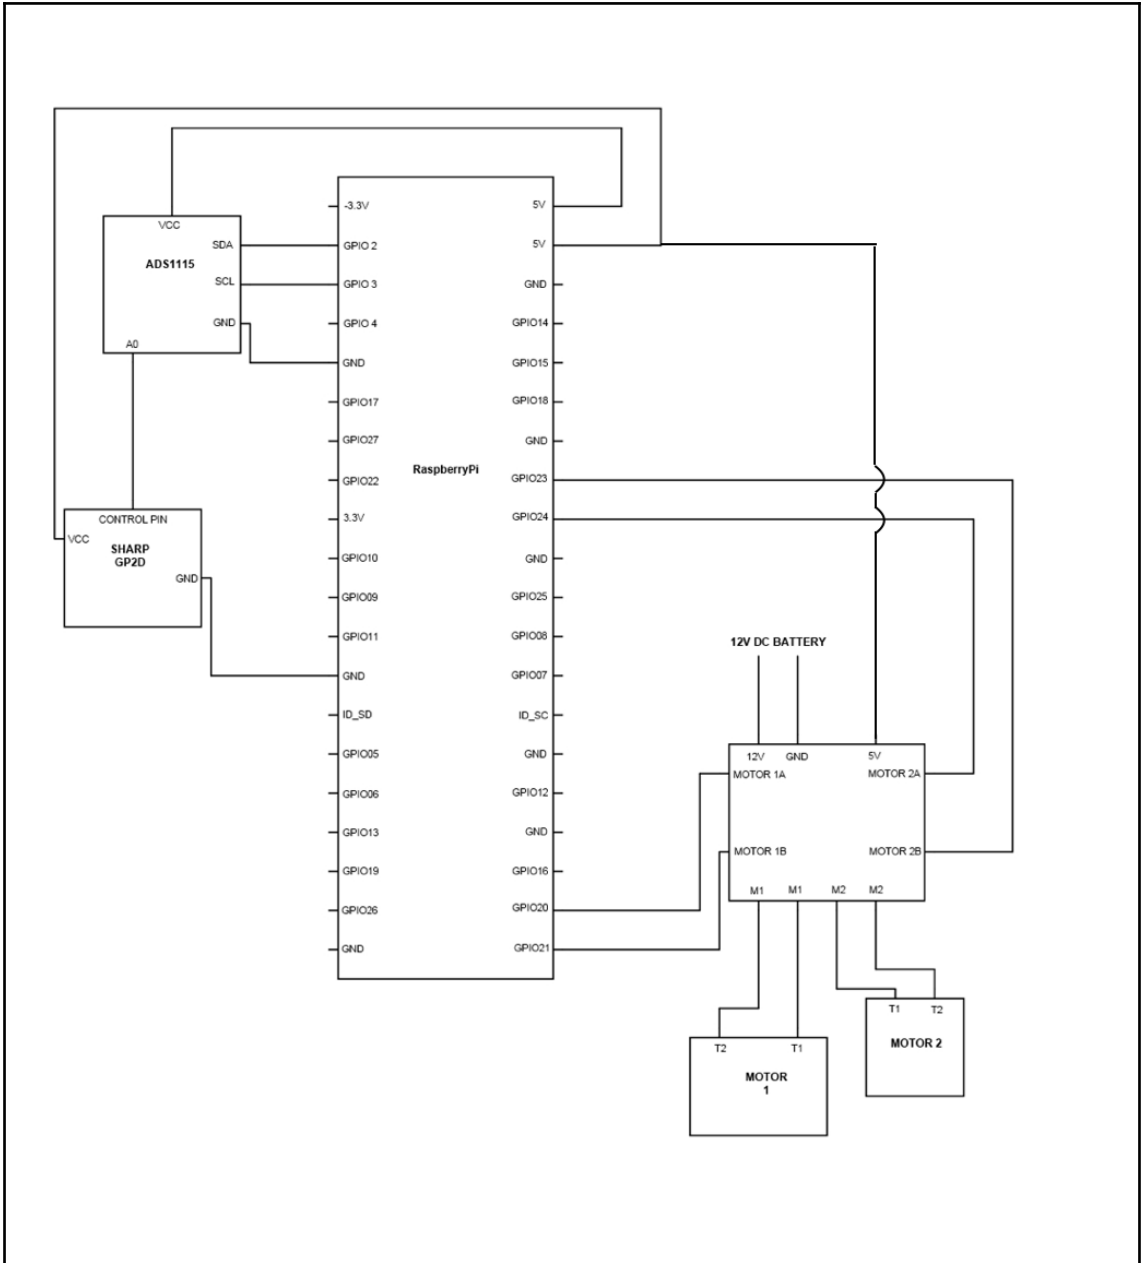 VCC
SDA
ADS1115
SCL
GND
A0
CONTROL PIN
VCC
SHARP
GP2D
GND
-3.3V
GPIO 2
GPIO 3
GPIO 4
GND
GPIO17
GPIO27
GPIO22
3.3V
GPIO10
GPIO09
GPIO11
GND
ID_SD
GPIO05
GPIO06
GPIO13
GPIO19
GPIO26
GND
RaspberryPi
5V
5V
GND
GPIO14
GPIO15
GPIO18
GND
GPIO23
GPIO24
GND
GPIO25
GPIO08
GPIO07
ID_SC
GND
GPIO12
GND
GPIO16
GPIO20
GPIO21
12V DC BATTERY
12V GND 5V
MOTOR 1A MOTOR 2A
MOTOR 1B MOTOR 2B
M1 M1 M2 M2
T2 T1
MOTOR
1
T1 T2
MOTOR 2